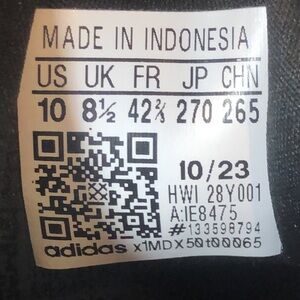 MADE IN INDONESIA
US UK FR JP CHN
10 8½ 42⅔ 270 265
10/23
HWI 28Y001
A:IE8475
#133598794
adidas x1MDX50t00065